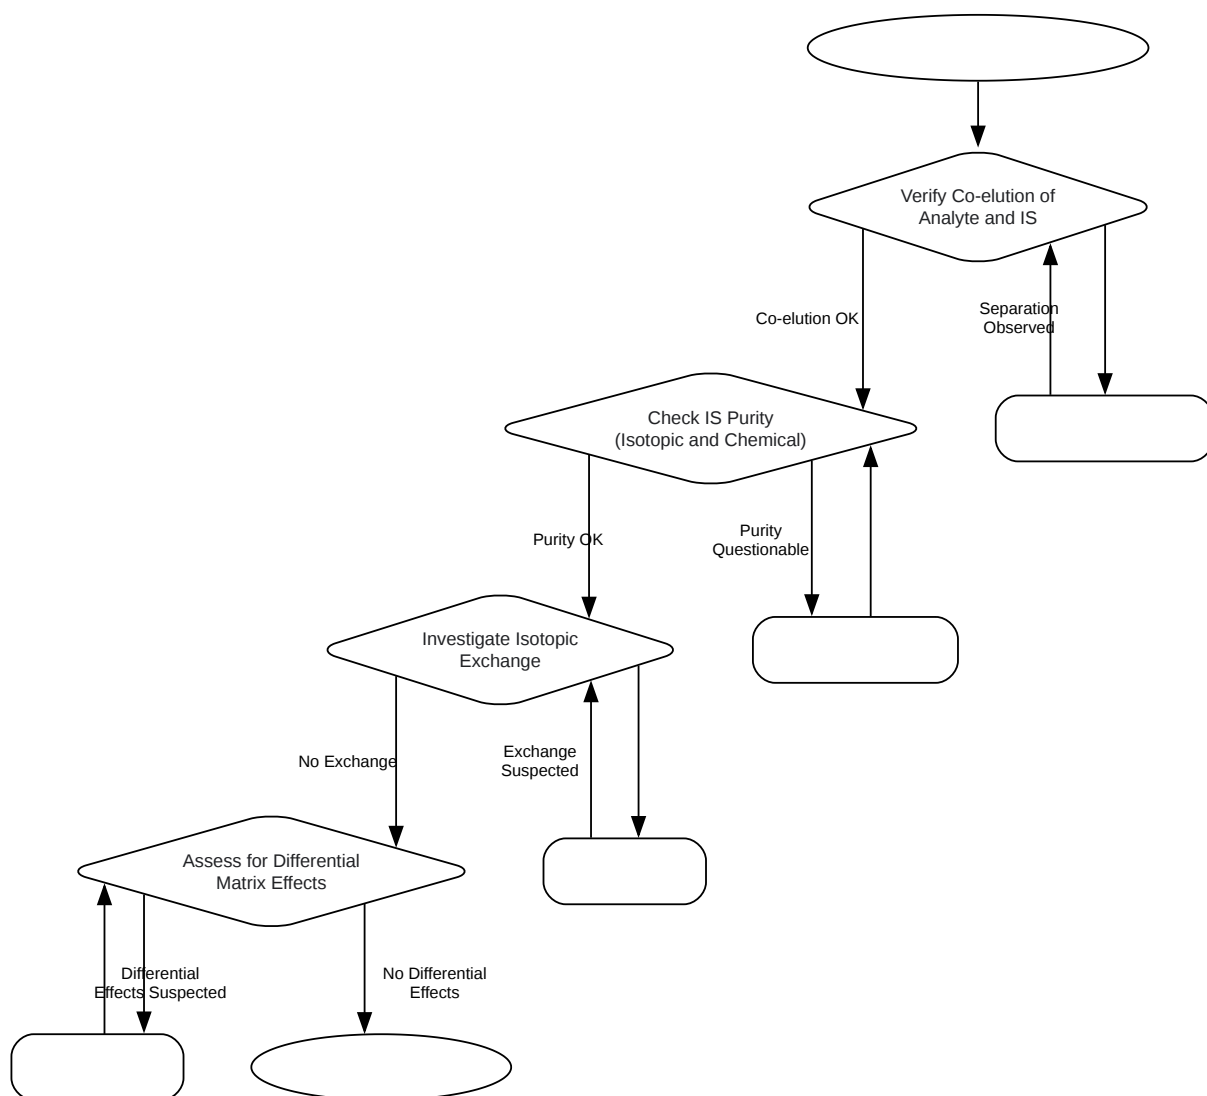 Verify Co-elution of
Analyte and IS
Co-elution OK
Separation
Observed
Check IS Purity
(Isotopic and Chemical)
Purity OK
Purity
Questionable
Investigate Isotopic
Exchange
No Exchange
Exchange
Suspected
Assess for Differential
Matrix Effects
Differential
Effects Suspected
No Differential
Effects